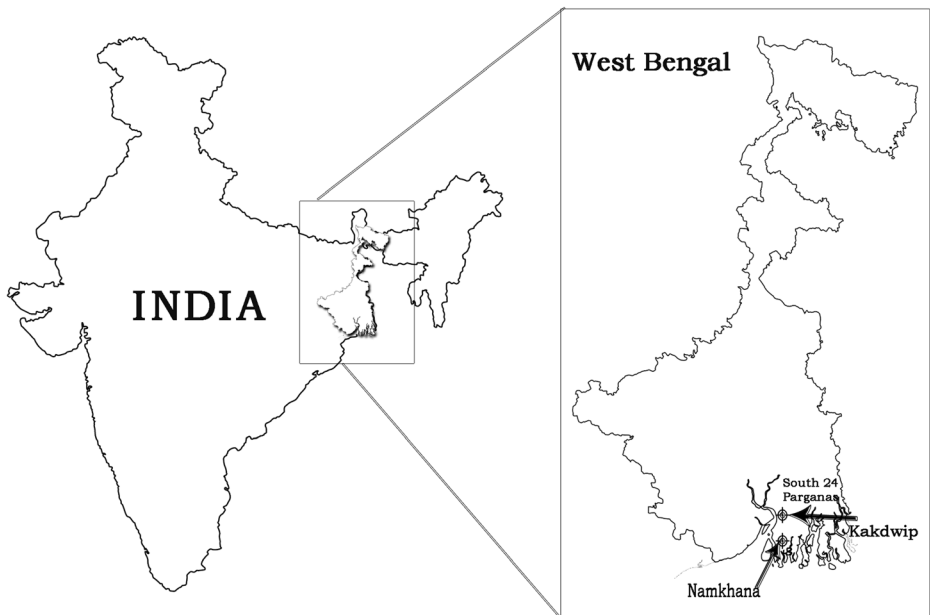 INDIA
West Bengal
South 24
Parganas
Kakdwip
Namkhana